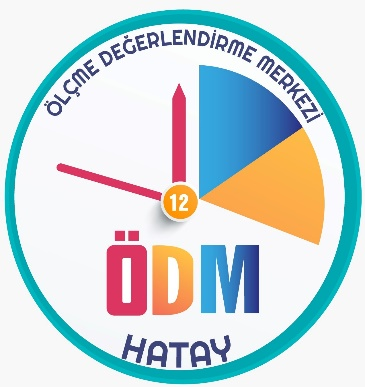 ÖLÇME DEĞERLENDİRME MERKEZİ
12
ÖDM
HATAY